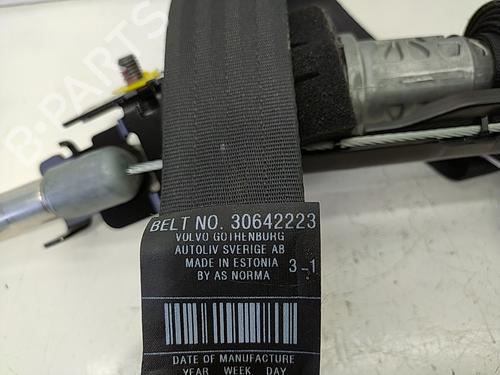 B-PARTS
BELT NO. 30642223
VOLVO GOTHENBURG
AUTOLIV SVERIGE AB
MADE IN ESTONIA 3-1
BY AS NORMA
DATE OF MANUFACTURE
YEAR WEEK DAY